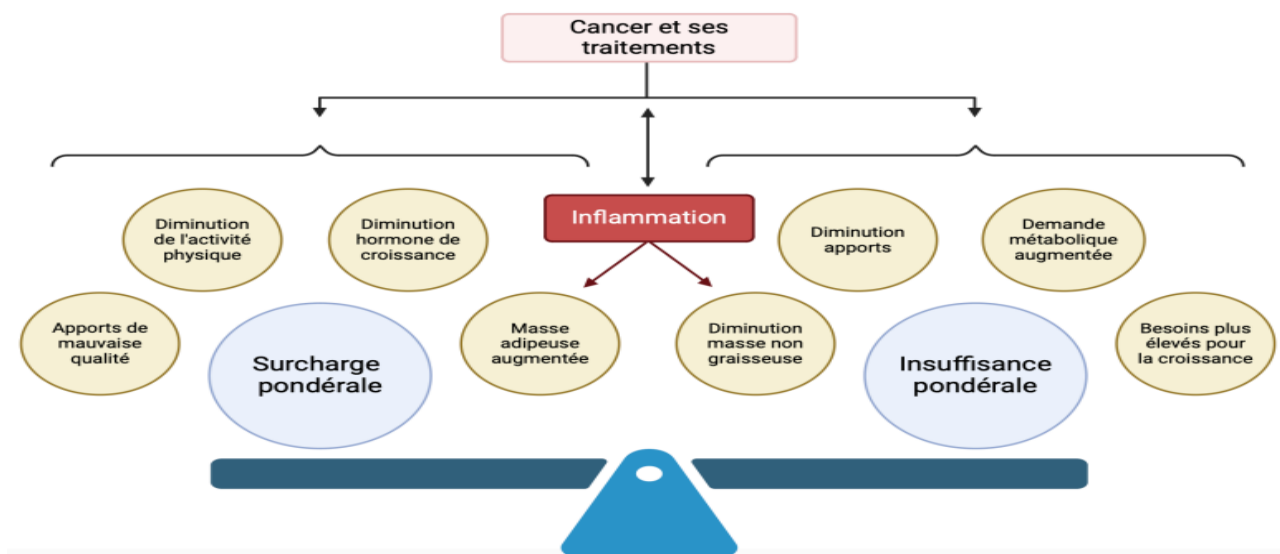 Cancer et ses
traitements
Inflammation
Diminution
de l'activité
physique
Diminution
hormone de
croissance
Apports de
mauvaise
qualité
Surcharge
pondérale
Masse
adipeuse
augmentée
Diminution
apports
Demande
métabolique
augmentée
Diminution
masse non
graisseuse
Insuffisance
pondérale
Besoins plus
élevés pour
la croissance